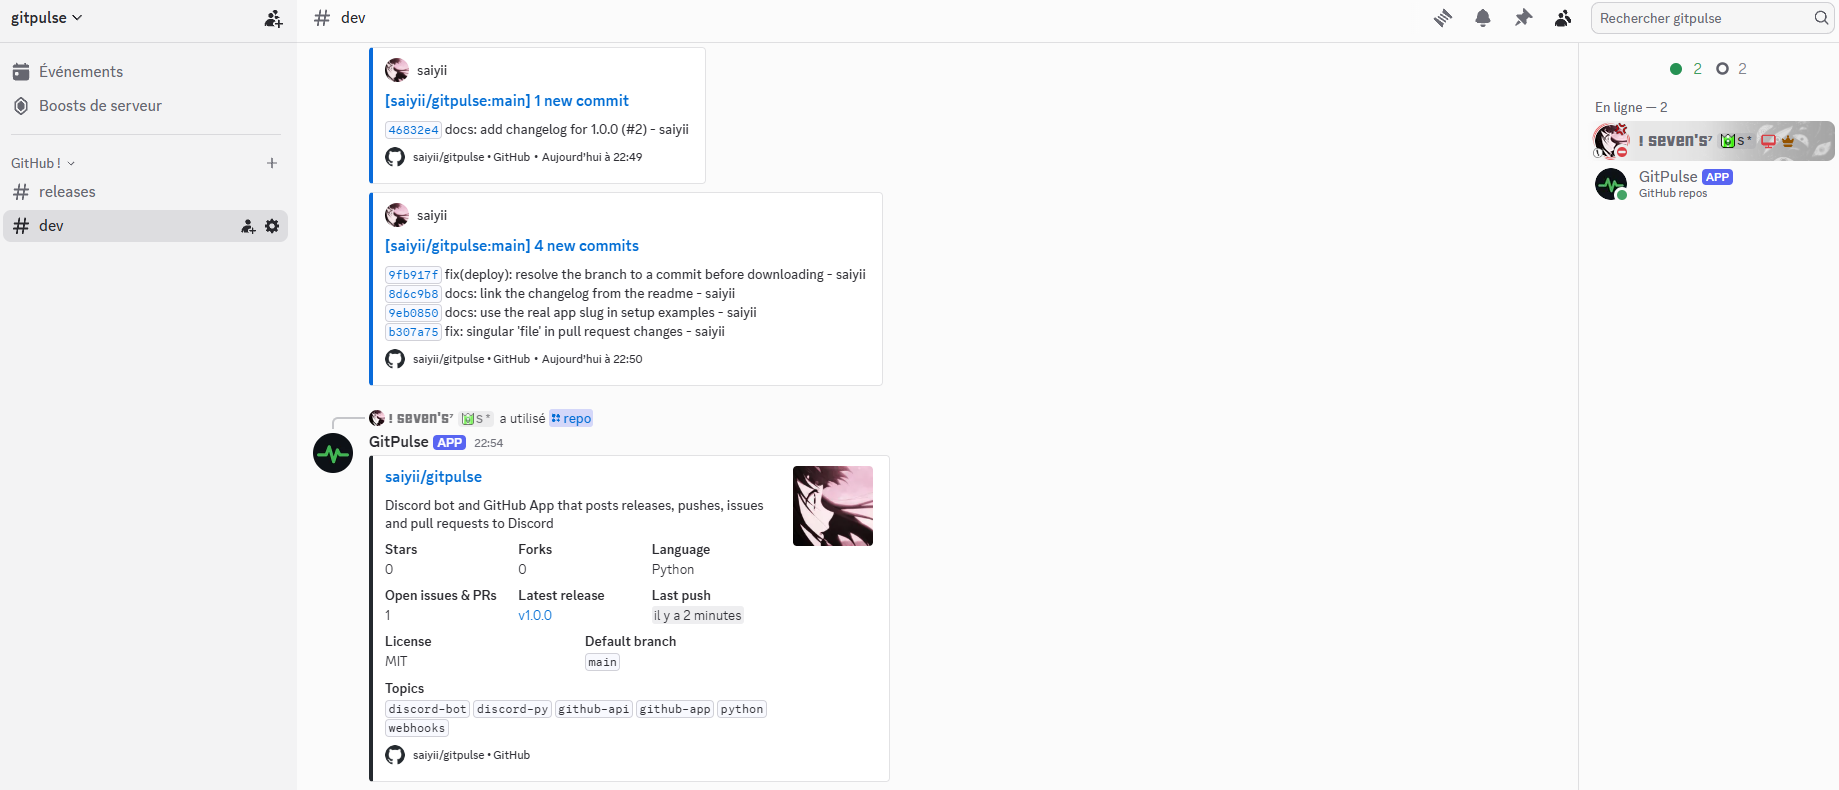 gitpulse
dev
Rechercher gitpulse
Événements
Boosts de serveur
GitHub !
releases
dev
saiyii
[saiyii/gitpulse:main] 1 new commit
46832e4 docs: add changelog for 1.0.0 (#2) - saiyii
saiyii/gitpulse • GitHub • Aujourd'hui à 22:49
saiyii
[saiyii/gitpulse:main] 4 new commits
9fb917f fix(deploy): resolve the branch to a commit before downloading - saiyii
8d6c9b8 docs: link the changelog from the readme - saiyii
9eb0850 docs: use the real app slug in setup examples - saiyii
b307a75 fix: singular 'file' in pull request changes - saiyii
saiyii/gitpulse • GitHub • Aujourd'hui à 22:50
! seven's⁷ S* a utilisé repo
GitPulse APP 22:54
saiyii/gitpulse
Discord bot and GitHub App that posts releases, pushes, issues
and pull requests to Discord
Stars Forks Language
0 0 Python
Open issues & PRs Latest release Last push
1 v1.0.0 il y a 2 minutes
License Default branch
MIT main
Topics
discord-bot discord-py github-api github-app python
webhooks
saiyii/gitpulse • GitHub
2 2
En ligne — 2
! seven's⁷ S*
GitPulse APP
GitHub repos